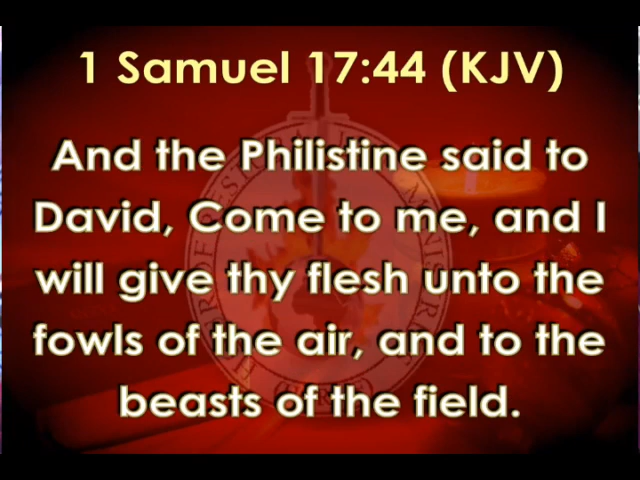 1 Samuel 17:44 (KJV)
And the Philistine said to
David, Come to me, and I
will give thy flesh unto the
fowls of the air, and to the
beasts of the field.